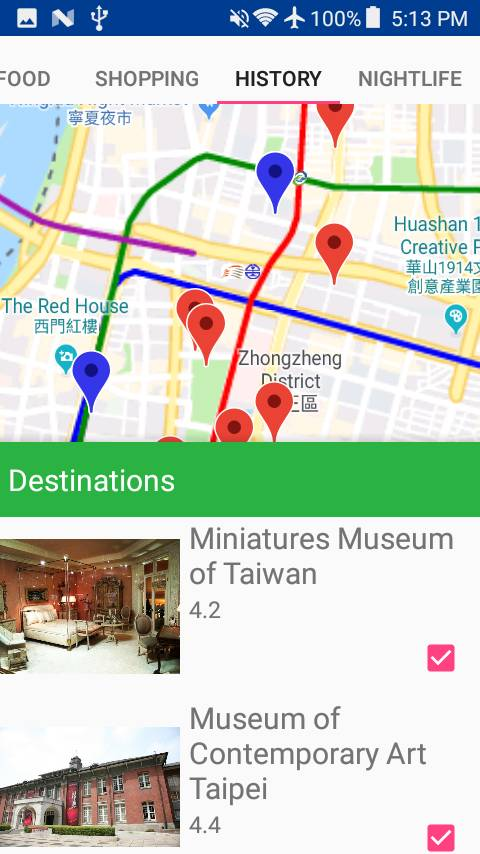 100% 5:13 PM
FOOD SHOPPING HISTORY NIGHTLIFE
寧夏夜市
Huashan 1
Creative P
華山1914文
創意產業園
The Red House
西門紅樓
Zhongzheng
District
正區
Destinations
Miniatures Museum
of Taiwan
4.2
Museum of
Contemporary Art
Taipei
4.4